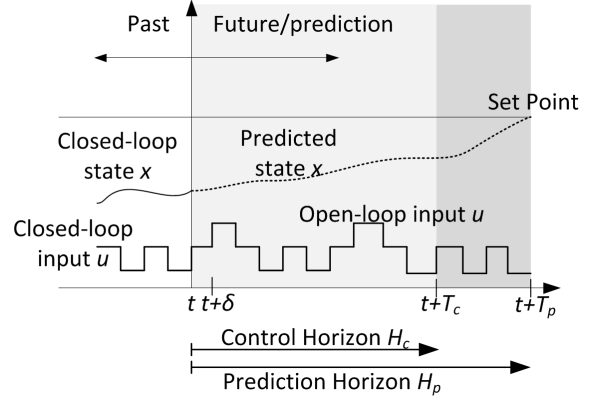 Past
Future/prediction
Set Point
Closed-loop
state x
Predicted
state x
Closed-loop
input u
Open-loop input u
t t+δ
t+Tc
t+Tp
Control Horizon Hc
Prediction Horizon Hp